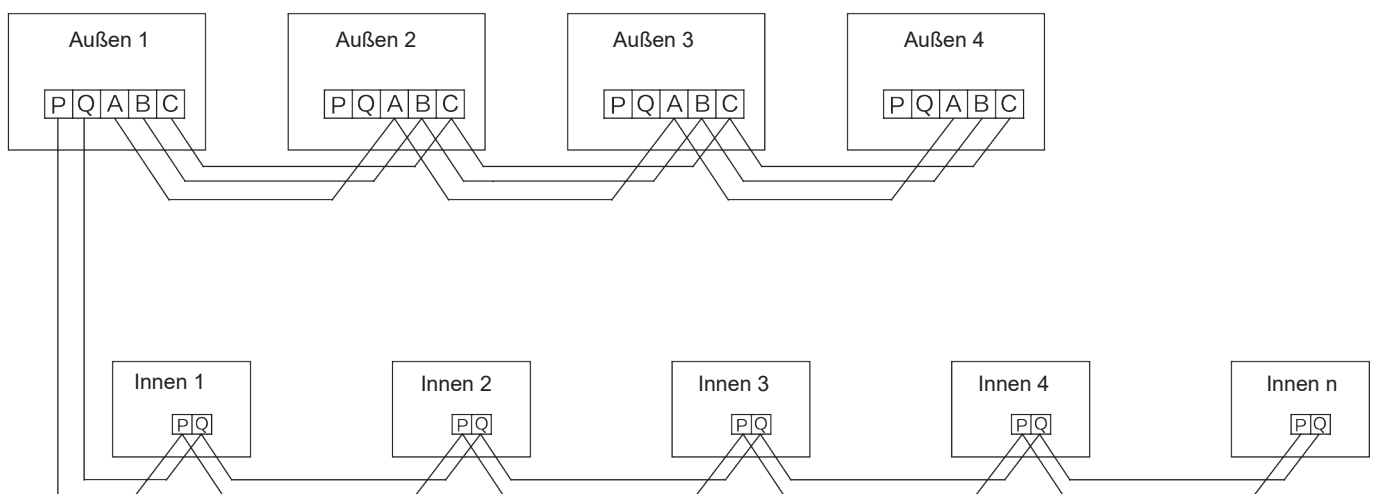 Außen 1 Außen 2 Außen 3 Außen 4
P Q A B C P Q A B C P Q A B C P Q A B C
Innen 1 Innen 2 Innen 3 Innen 4 Innen n
P Q P Q P Q P Q P Q